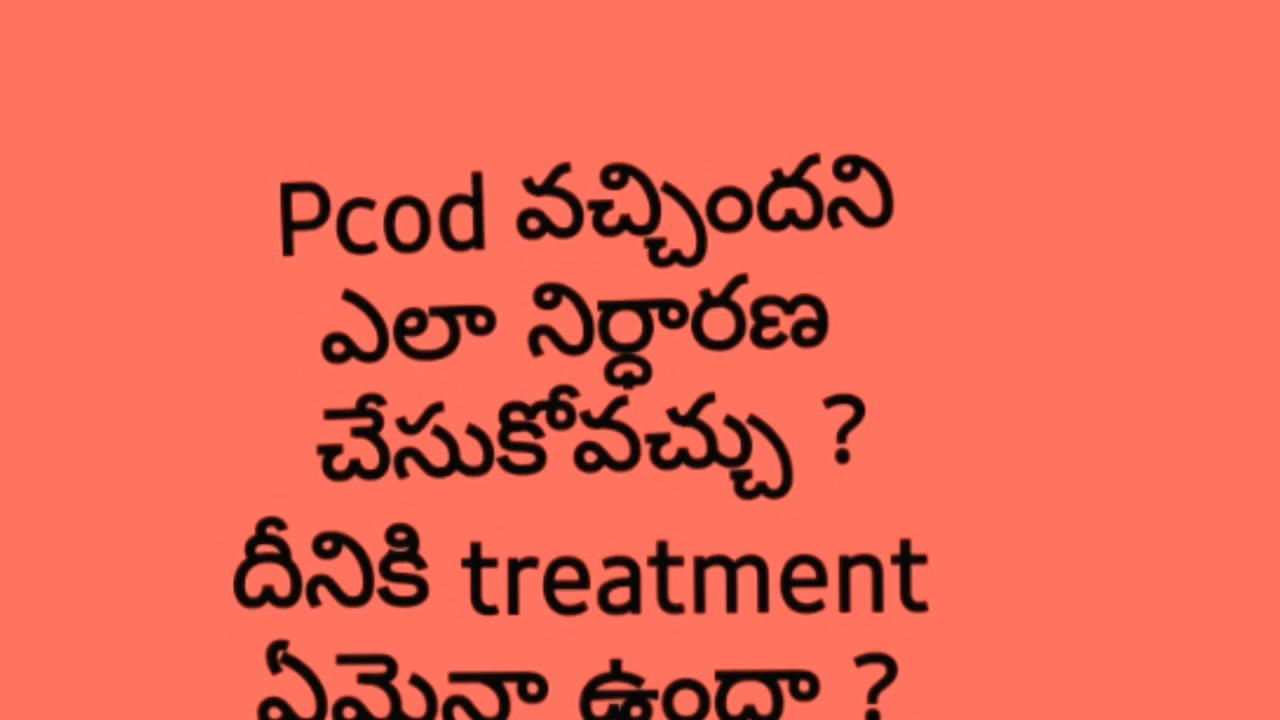 Pcod వచ్చిందని
ఎలా నిర్ధారణ
చేసుకోవచ్చు ?
దీనికి treatment
ఏమైనా ఉందా ?